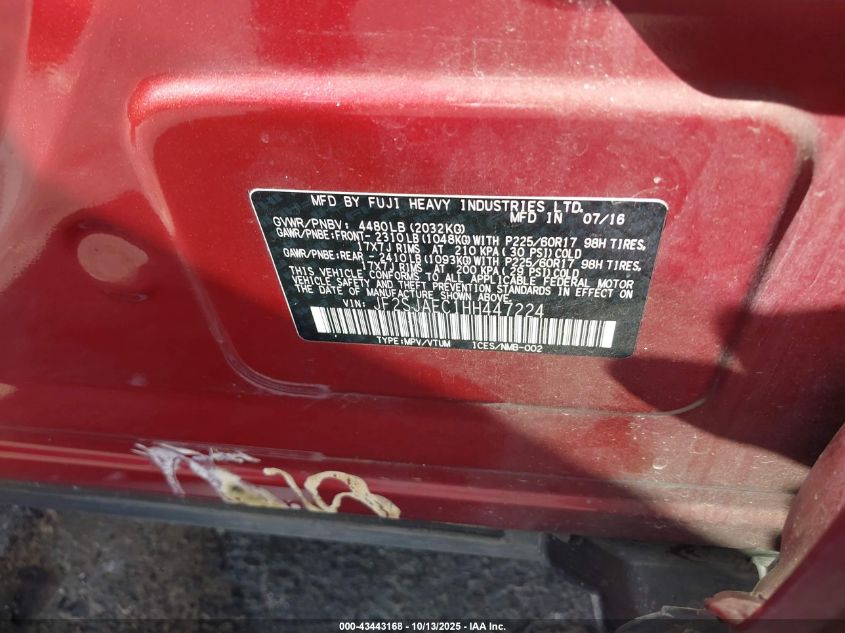 MFD BY FUJI HEAVY INDUSTRIES LTD.
MFD IN 07/16
GVWR/PNBV: 4480LB (2032KG)
GAWR/PNBE:FRONT- 2310LB(1048KG)WITH P225/60R17 98H TIRES,
17XTJ RIMS AT 210 KPA(30 PSI)COLD
GAWR/PNBE:REAR - 2410LB(1093KG)WITH P225/60R17 98H TIRES,
17XTJ RIMS AT 200 KPA(29 PSI)COLD
THIS VEHICLE CONFORMS TO ALL APPLICABLE FEDERAL MOTOR
VEHICLE SAFETY AND THEFT PREVENTION STANDARDS IN EFFECT ON
THE DATE OF MANUFACTURE SHOWN ABOVE.
VIN: JF2SJAEC1HH447224
TYPE:MPV/VTUM ICES/NMB-002
000-43443168 - 10/13/2025 - IAA Inc.